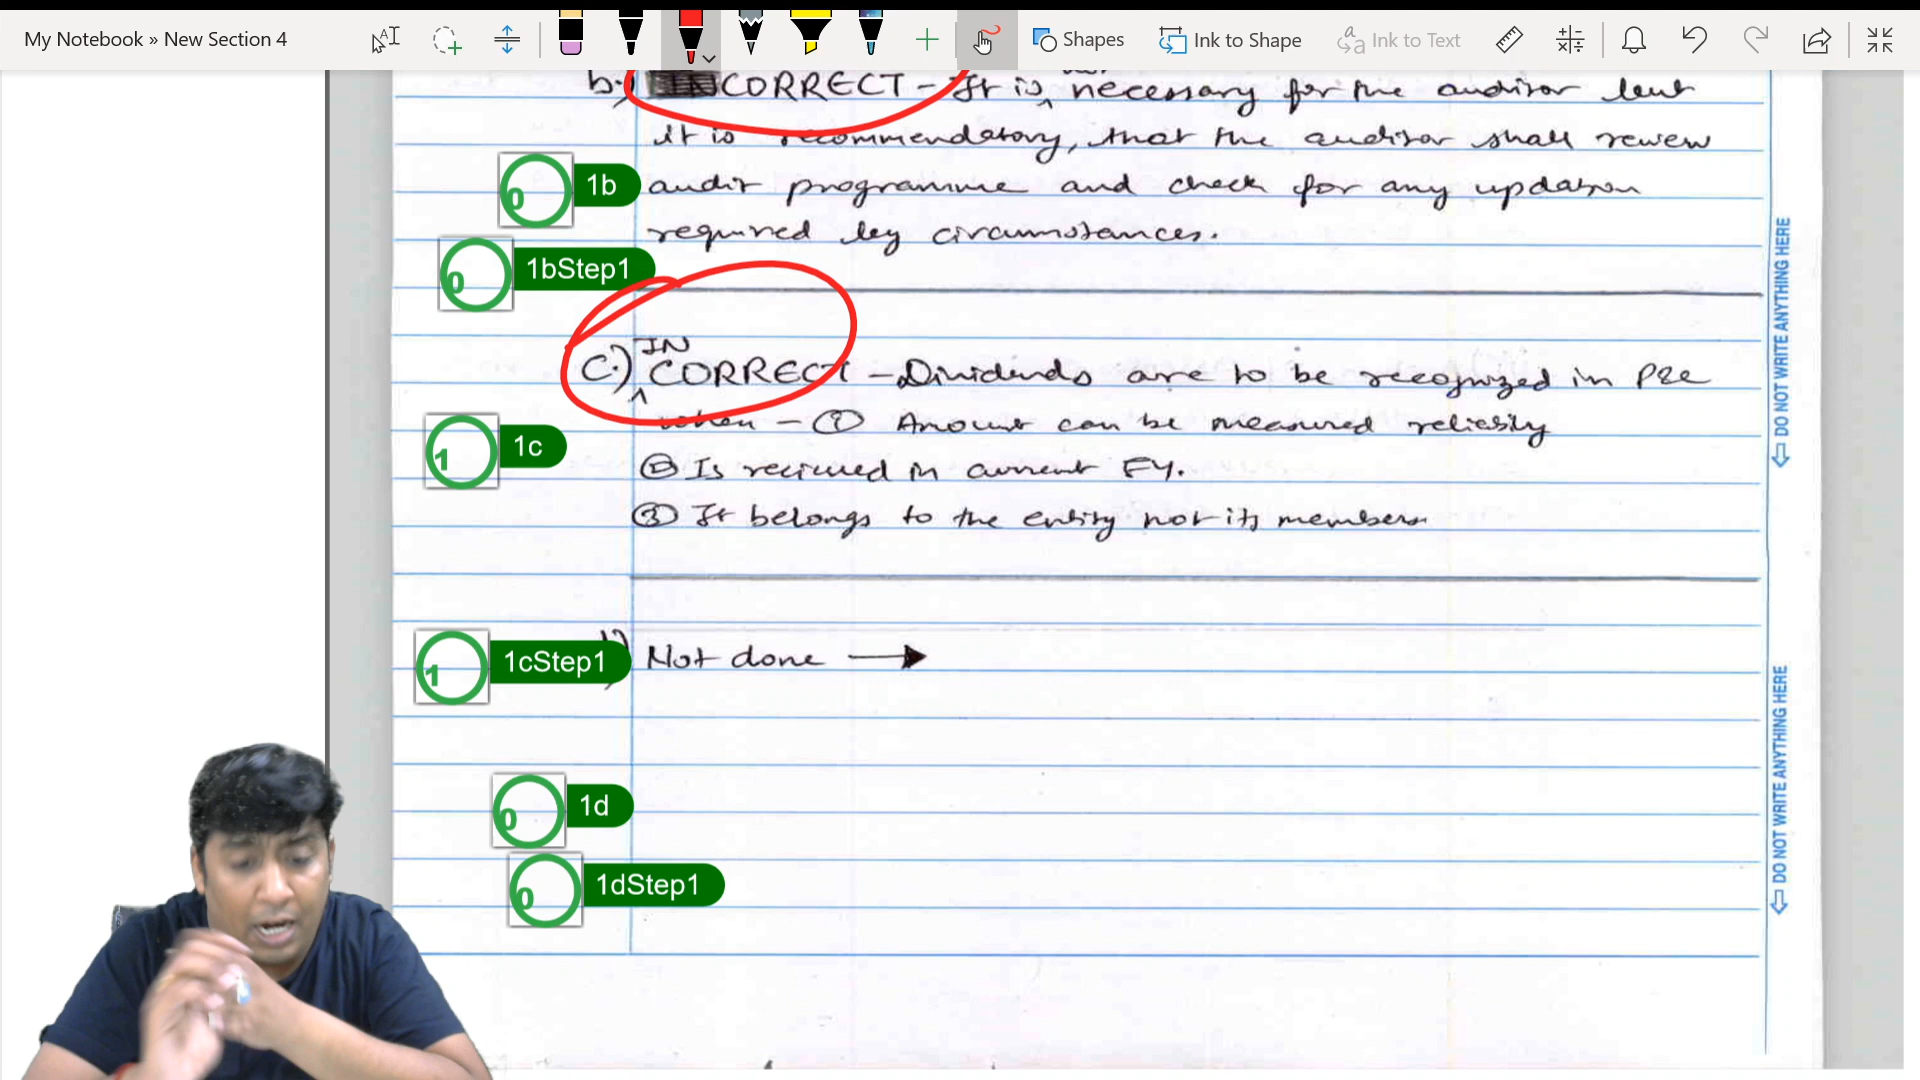 My Notebook » New Section 4
Shapes
Ink to Shape
Ink to Text
b.) CORRECT - It is not necessary for the auditor but
it is recommendatory, that the auditor shall review
0 1b audit programme and check for any updation
required by circumstances.
0 1bStep1
C.) INCORRECT - Dividends are to be recognized in P&L
when - ① Amount can be measured reliably
1 1c
② Is recieved in current FY.
③ It belongs to the entity not its members.
1 1cStep1 Not done →
0 1d
0 1dStep1
DO NOT WRITE ANYTHING HERE
DO NOT WRITE ANYTHING HERE